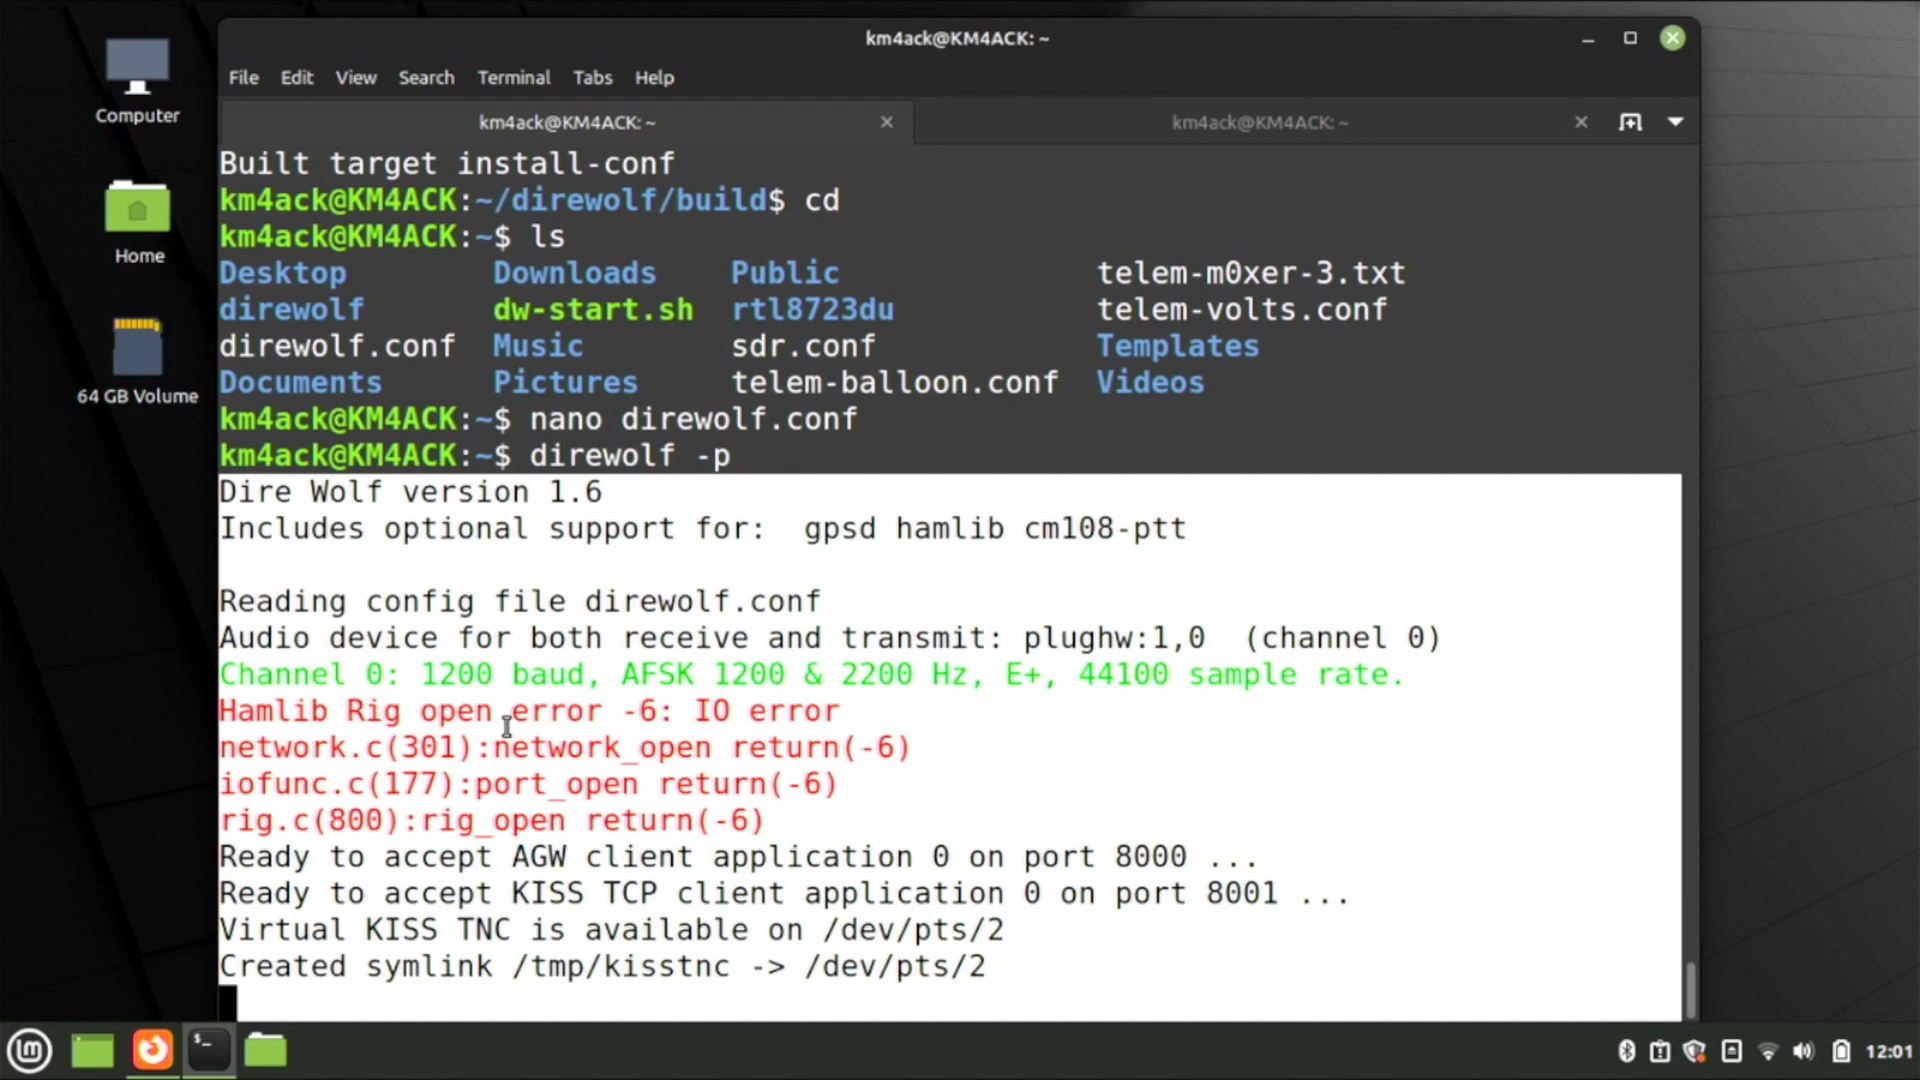 km4ack@KM4ACK: ~
Computer
Home
64 GB Volume
File Edit View Search Terminal Tabs Help
km4ack@KM4ACK: ~ km4ack@KM4ACK: ~
Built target install-conf
km4ack@KM4ACK:~/direwolf/build$ cd
km4ack@KM4ACK:~$ ls
Desktop Downloads Public telem-m0xer-3.txt
direwolf dw-start.sh rtl8723du telem-volts.conf
direwolf.conf Music sdr.conf Templates
Documents Pictures telem-balloon.conf Videos
km4ack@KM4ACK:~$ nano direwolf.conf
km4ack@KM4ACK:~$ direwolf -p
Dire Wolf version 1.6
Includes optional support for:  gpsd hamlib cm108-ptt
Reading config file direwolf.conf
Audio device for both receive and transmit: plughw:1,0  (channel 0)
Channel 0: 1200 baud, AFSK 1200 & 2200 Hz, E+, 44100 sample rate.
Hamlib Rig open error -6: IO error
network.c(301):network_open return(-6)
iofunc.c(177):port_open return(-6)
rig.c(800):rig_open return(-6)
Ready to accept AGW client application 0 on port 8000 ...
Ready to accept KISS TCP client application 0 on port 8001 ...
Virtual KISS TNC is available on /dev/pts/2
Created symlink /tmp/kisstnc -> /dev/pts/2
12:01